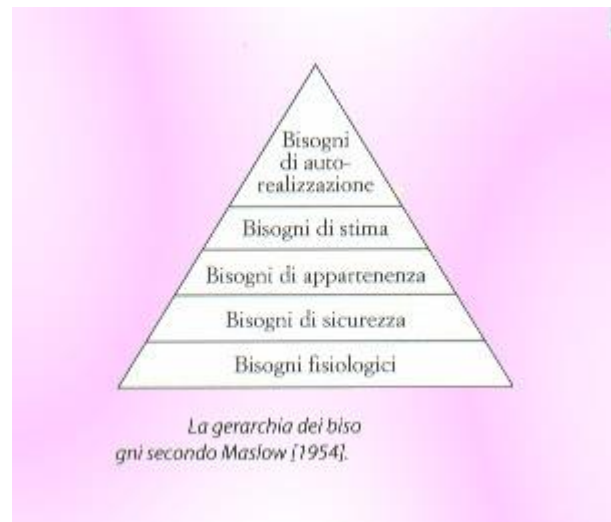 Bisogni
di auto-
realizzazione
Bisogni di stima
Bisogni di appartenenza
Bisogni di sicurezza
Bisogni fisiologici
La gerarchia dei biso
gni secondo Maslow [1954].